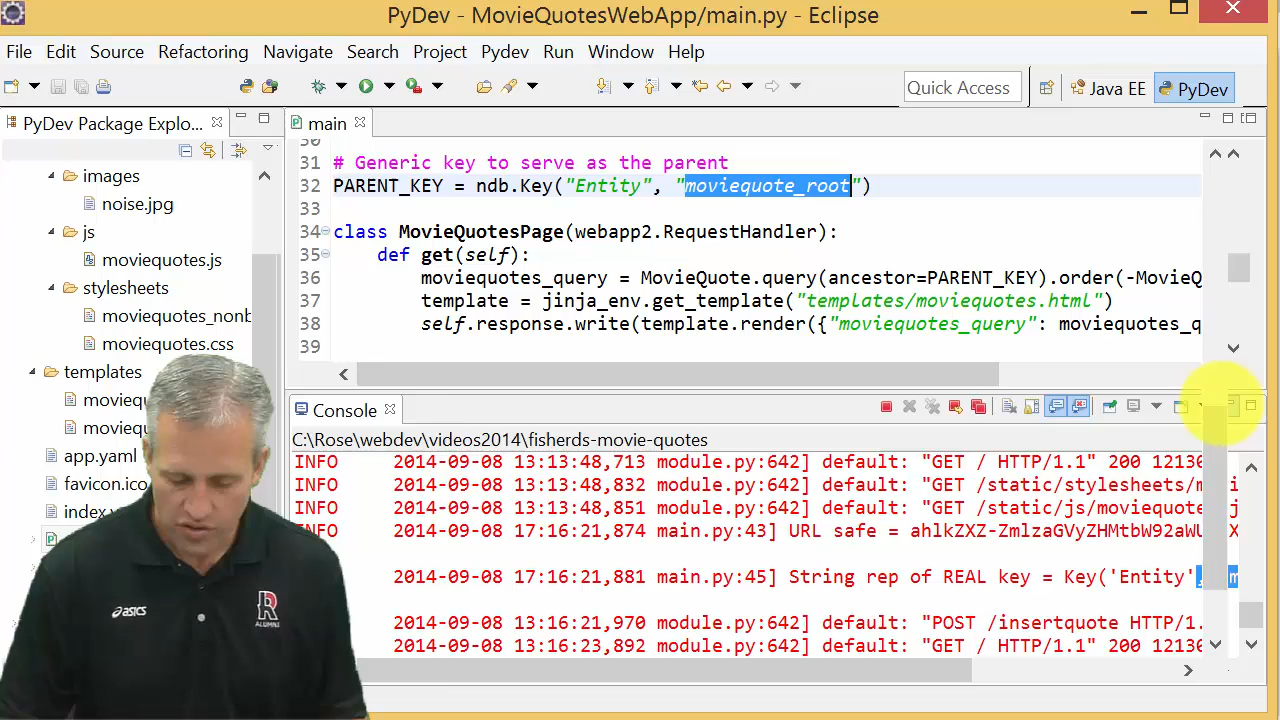 PyDev - MovieQuotesWebApp/main.py - Eclipse
File Edit Source Refactoring Navigate Search Project Pydev Run Window Help
Quick Access
Java EE
PyDev
PyDev Package Explo...
main
images
noise.jpg
js
moviequotes.js
stylesheets
moviequotes_nonb
moviequotes.css
templates
moviequ
moviequ
app.yaml
favicon.ico
index.
30
31 # Generic key to serve as the parent
32 PARENT_KEY = ndb.Key("Entity", "moviequote_root")
33
34 class MovieQuotesPage(webapp2.RequestHandler):
35 def get(self):
36 moviequotes_query = MovieQuote.query(ancestor=PARENT_KEY).order(-MovieQ
37 template = jinja_env.get_template("templates/moviequotes.html")
38 self.response.write(template.render({"moviequotes_query": moviequotes_q
39
Console
C:\Rose\webdev\videos2014\fisherds-movie-quotes
INFO 2014-09-08 13:13:48,713 module.py:642] default: "GET / HTTP/1.1" 200 12136
INFO 2014-09-08 13:13:48,832 module.py:642] default: "GET /static/stylesheets/m
INFO 2014-09-08 13:13:48,851 module.py:642] default: "GET /static/js/moviequote
INFO 2014-09-08 17:16:21,874 main.py:43] URL safe = ahlkZXZ-ZmlzaGVyZHMtbW92aWU
2014-09-08 17:16:21,881 main.py:45] String rep of REAL key = Key('Entity',
2014-09-08 17:16:21,970 module.py:642] default: "POST /insertquote HTTP/1.
2014-09-08 17:16:23,892 module.py:642] default: "GET / HTTP/1.1" 200 12136
asics
R
ALUMNI